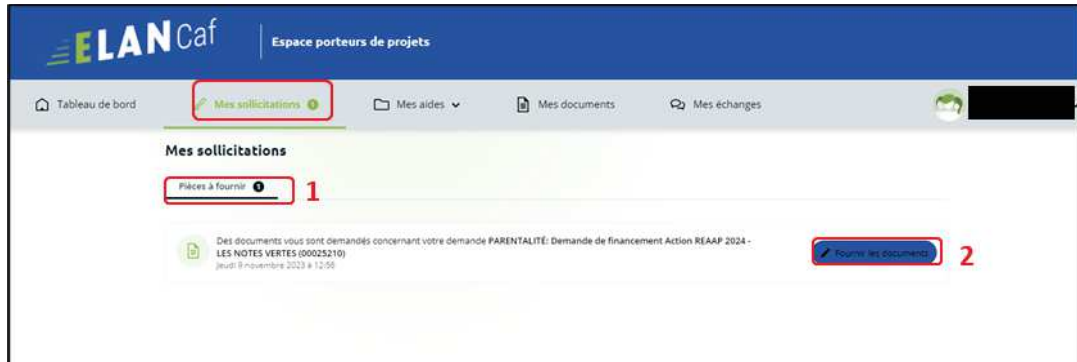 ELAN Caf
Espace porteurs de projets
Tableau de bord
Mes sollicitations 1
Mes aides
Mes documents
Mes échanges
Mes sollicitations
Pièces à fournir 1
1
Des documents vous sont demandés concernant votre demande PARENTALITÉ: Demande de financement Action REAAP 2024 -
LES NOTES VERTES (00025210)
Jeudi 9 novembre 2023 à 12:56
Fournir les documents
2